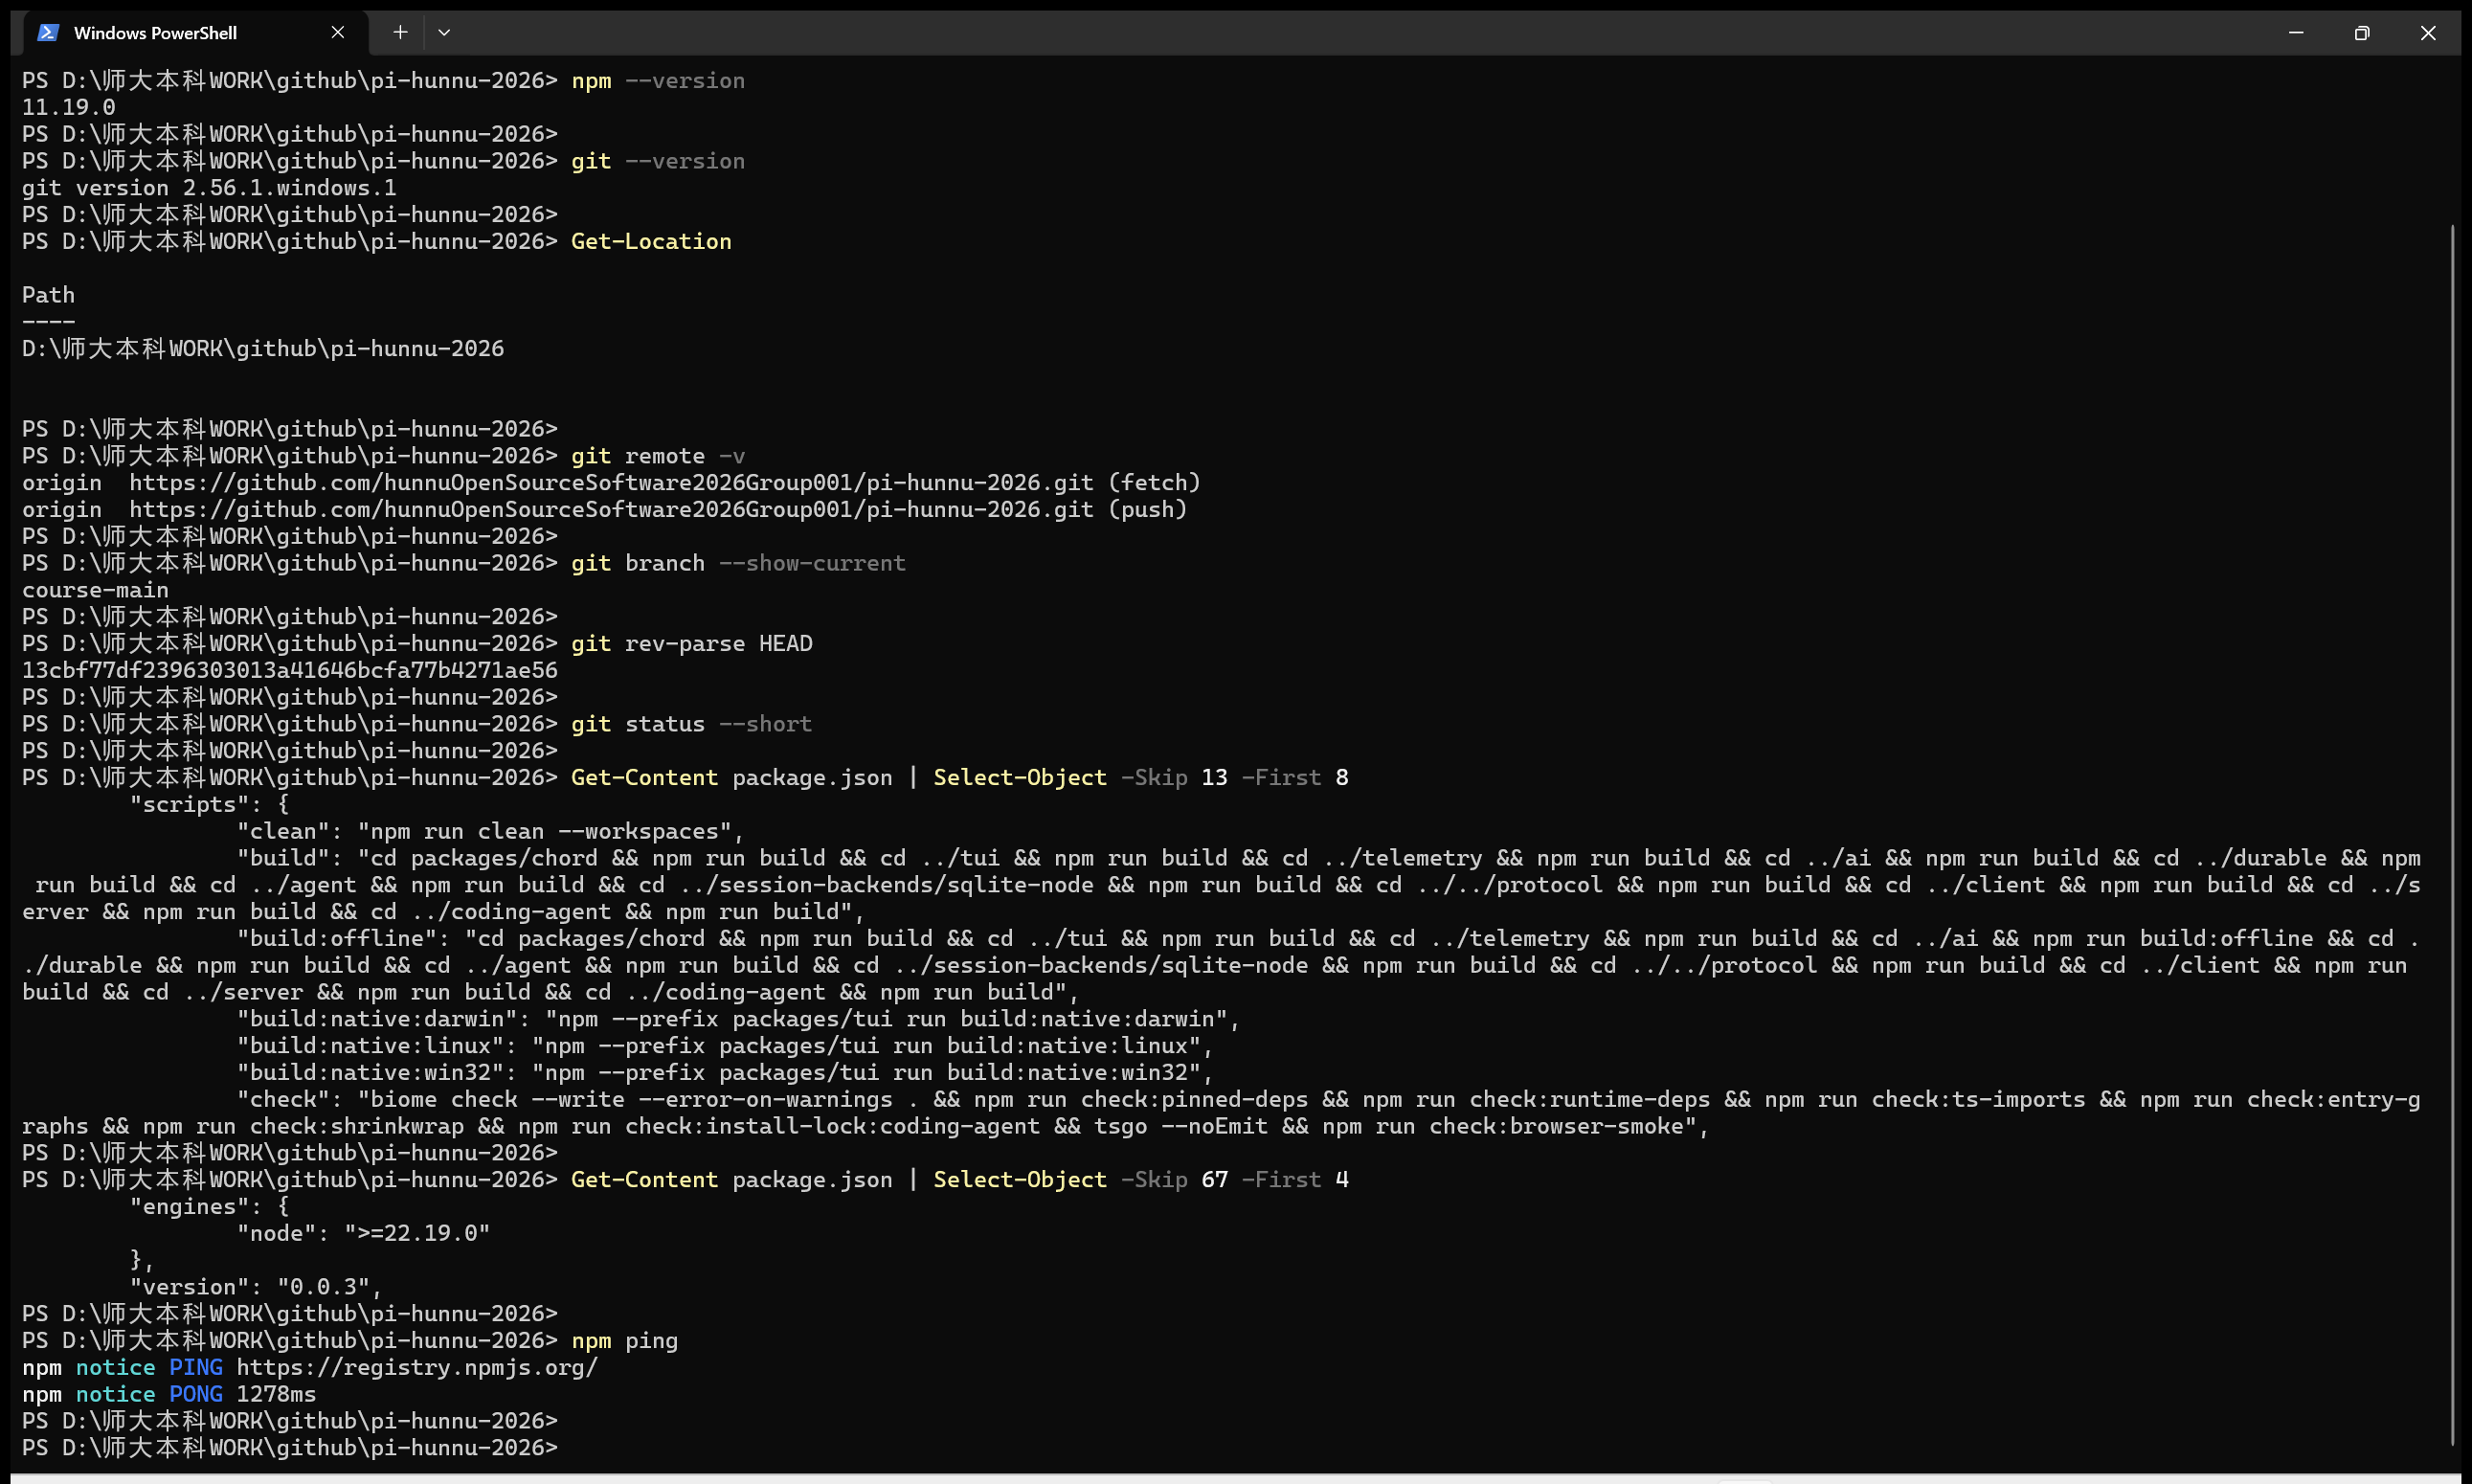 Windows PowerShell
PS D:\师大本科WORK\github\pi-hunnu-2026> npm --version
11.19.0
PS D:\师大本科WORK\github\pi-hunnu-2026>
PS D:\师大本科WORK\github\pi-hunnu-2026> git --version
git version 2.56.1.windows.1
PS D:\师大本科WORK\github\pi-hunnu-2026>
PS D:\师大本科WORK\github\pi-hunnu-2026> Get-Location
Path
----
D:\师大本科WORK\github\pi-hunnu-2026
PS D:\师大本科WORK\github\pi-hunnu-2026>
PS D:\师大本科WORK\github\pi-hunnu-2026> git remote -v
origin  https://github.com/hunnuOpenSourceSoftware2026Group001/pi-hunnu-2026.git (fetch)
origin  https://github.com/hunnuOpenSourceSoftware2026Group001/pi-hunnu-2026.git (push)
PS D:\师大本科WORK\github\pi-hunnu-2026>
PS D:\师大本科WORK\github\pi-hunnu-2026> git branch --show-current
course-main
PS D:\师大本科WORK\github\pi-hunnu-2026>
PS D:\师大本科WORK\github\pi-hunnu-2026> git rev-parse HEAD
13cbf77df2396303013a41646bcfa77b4271ae56
PS D:\师大本科WORK\github\pi-hunnu-2026>
PS D:\师大本科WORK\github\pi-hunnu-2026> git status --short
PS D:\师大本科WORK\github\pi-hunnu-2026>
PS D:\师大本科WORK\github\pi-hunnu-2026> Get-Content package.json | Select-Object -Skip 13 -First 8
        "scripts": {
                "clean": "npm run clean --workspaces",
                "build": "cd packages/chord && npm run build && cd ../tui && npm run build && cd ../telemetry && npm run build && cd ../ai && npm run build && cd ../durable && npm
 run build && cd ../agent && npm run build && cd ../session-backends/sqlite-node && npm run build && cd ../../protocol && npm run build && cd ../client && npm run build && cd ../s
erver && npm run build && cd ../coding-agent && npm run build",
                "build:offline": "cd packages/chord && npm run build && cd ../tui && npm run build && cd ../telemetry && npm run build && cd ../ai && npm run build:offline && cd .
./durable && npm run build && cd ../agent && npm run build && cd ../session-backends/sqlite-node && npm run build && cd ../../protocol && npm run build && cd ../client && npm run
build && cd ../server && npm run build && cd ../coding-agent && npm run build",
                "build:native:darwin": "npm --prefix packages/tui run build:native:darwin",
                "build:native:linux": "npm --prefix packages/tui run build:native:linux",
                "build:native:win32": "npm --prefix packages/tui run build:native:win32",
                "check": "biome check --write --error-on-warnings . && npm run check:pinned-deps && npm run check:runtime-deps && npm run check:ts-imports && npm run check:entry-g
raphs && npm run check:shrinkwrap && npm run check:install-lock:coding-agent && tsgo --noEmit && npm run check:browser-smoke",
PS D:\师大本科WORK\github\pi-hunnu-2026>
PS D:\师大本科WORK\github\pi-hunnu-2026> Get-Content package.json | Select-Object -Skip 67 -First 4
        "engines": {
                "node": ">=22.19.0"
        },
        "version": "0.0.3",
PS D:\师大本科WORK\github\pi-hunnu-2026>
PS D:\师大本科WORK\github\pi-hunnu-2026> npm ping
npm notice PING https://registry.npmjs.org/
npm notice PONG 1278ms
PS D:\师大本科WORK\github\pi-hunnu-2026>
PS D:\师大本科WORK\github\pi-hunnu-2026>